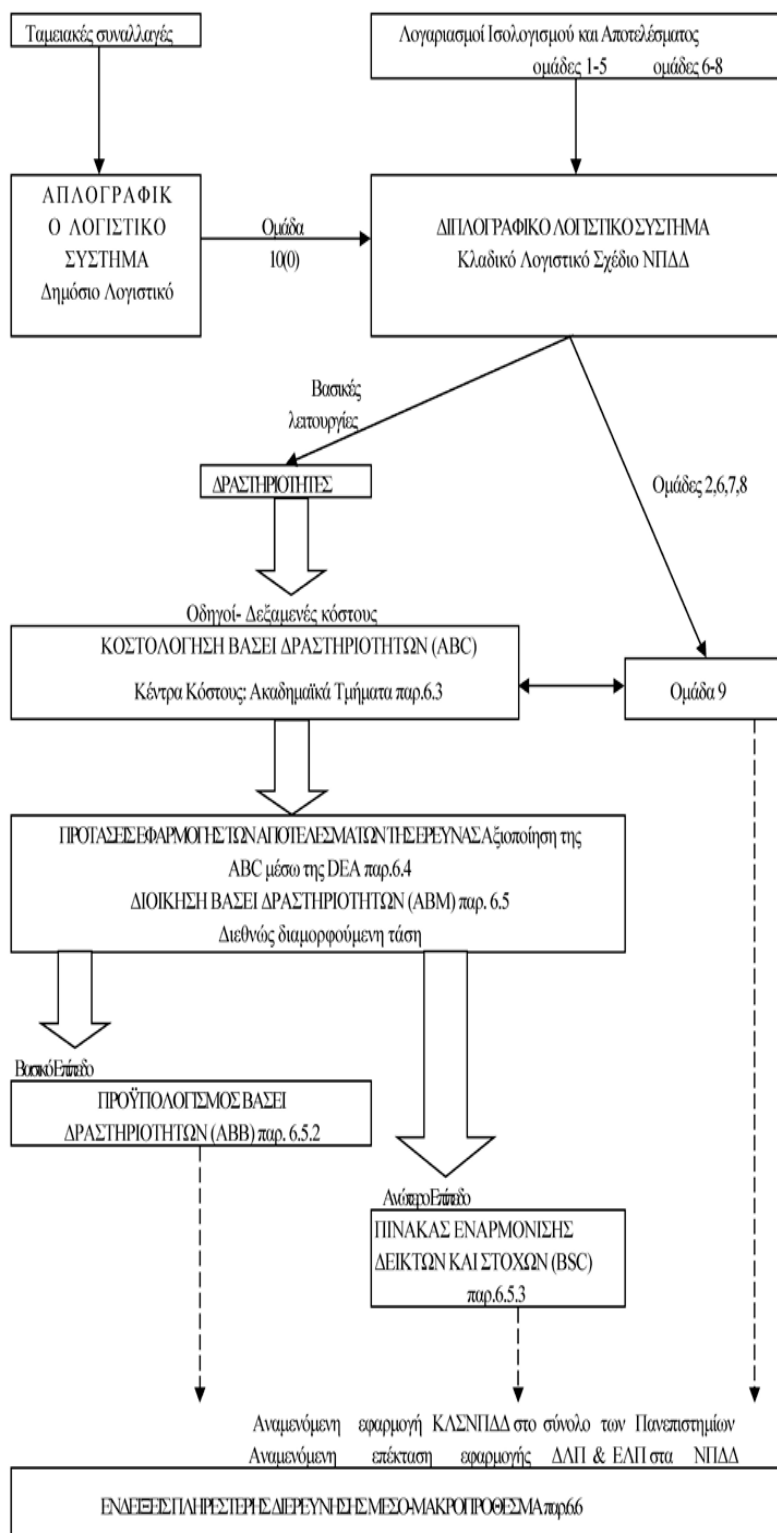 Ταμειακές συναλλαγές
Λογαριασμοί Ισολογισμού και Αποτελέσματος
ομάδες 1-5 ομάδες 6-8
ΑΠΛΟΓΡΑΦΙΚ
Ο ΛΟΓΙΣΤΙΚΟ
ΣΥΣΤΗΜΑ
Δημόσιο Λογιστικό
Ομάδα
10(0)
ΔΙΠΛΟΓΡΑΦΙΚΟ ΛΟΓΙΣΤΙΚΟ ΣΥΣΤΗΜΑ
Κλαδικό Λογιστικό Σχέδιο ΝΠΔΔ
Βασικές
λειτουργίες
ΔΡΑΣΤΗΡΙΟΤΗΤΕΣ
Ομάδες 2,6,7,8
Οδηγοί- Δεξαμενές κόστους
ΚΟΣΤΟΛΟΓΗΣΗ ΒΑΣΕΙ ΔΡΑΣΤΗΡΙΟΤΗΤΩΝ (ABC)
Κέντρα Κόστους: Ακαδημαϊκά Τμήματα παρ.6.3
Ομάδα 9
ΠΡΟΤΑΣΕΙΣ ΕΦΑΡΜΟΓΗΣ ΤΩΝ ΑΠΟΤΕΛΕΣΜΑΤΩΝ ΤΗΣ ΕΡΕΥΝΑΣ Αξιοποίηση της
ABC μέσω της DEA παρ.6.4
ΔΙΟΙΚΗΣΗ ΒΑΣΕΙ ΔΡΑΣΤΗΡΙΟΤΗΤΩΝ (ABM) παρ. 6.5
Διεθνώς διαμορφούμενη τάση
Βασικό Επίπεδο
ΠΡΟΫΠΟΛΟΓΙΣΜΟΣ ΒΑΣΕΙ
ΔΡΑΣΤΗΡΙΟΤΗΤΩΝ (ABB) παρ. 6.5.2
Ανώτερο Επίπεδο
ΠΙΝΑΚΑΣ ΕΝΑΡΜΟΝΙΣΗΣ
ΔΕΙΚΤΩΝ ΚΑΙ ΣΤΟΧΩΝ (BSC)
παρ.6.5.3
Αναμενόμενη εφαρμογή ΚΛΣΝΠΔΔ στο σύνολο των Πανεπιστημίων
Αναμενόμενη επέκταση εφαρμογής ΔΛΠ & ΕΛΠ στα ΝΠΔΔ
ΕΝΔΕΙΞΕΙΣ ΠΛΗΡΕΣΤΕΡΗΣ ΔΙΕΡΕΥΝΗΣΗΣ ΜΕΣΟ-ΜΑΚΡΟΠΡΟΘΕΣΜΑ παρ6.6